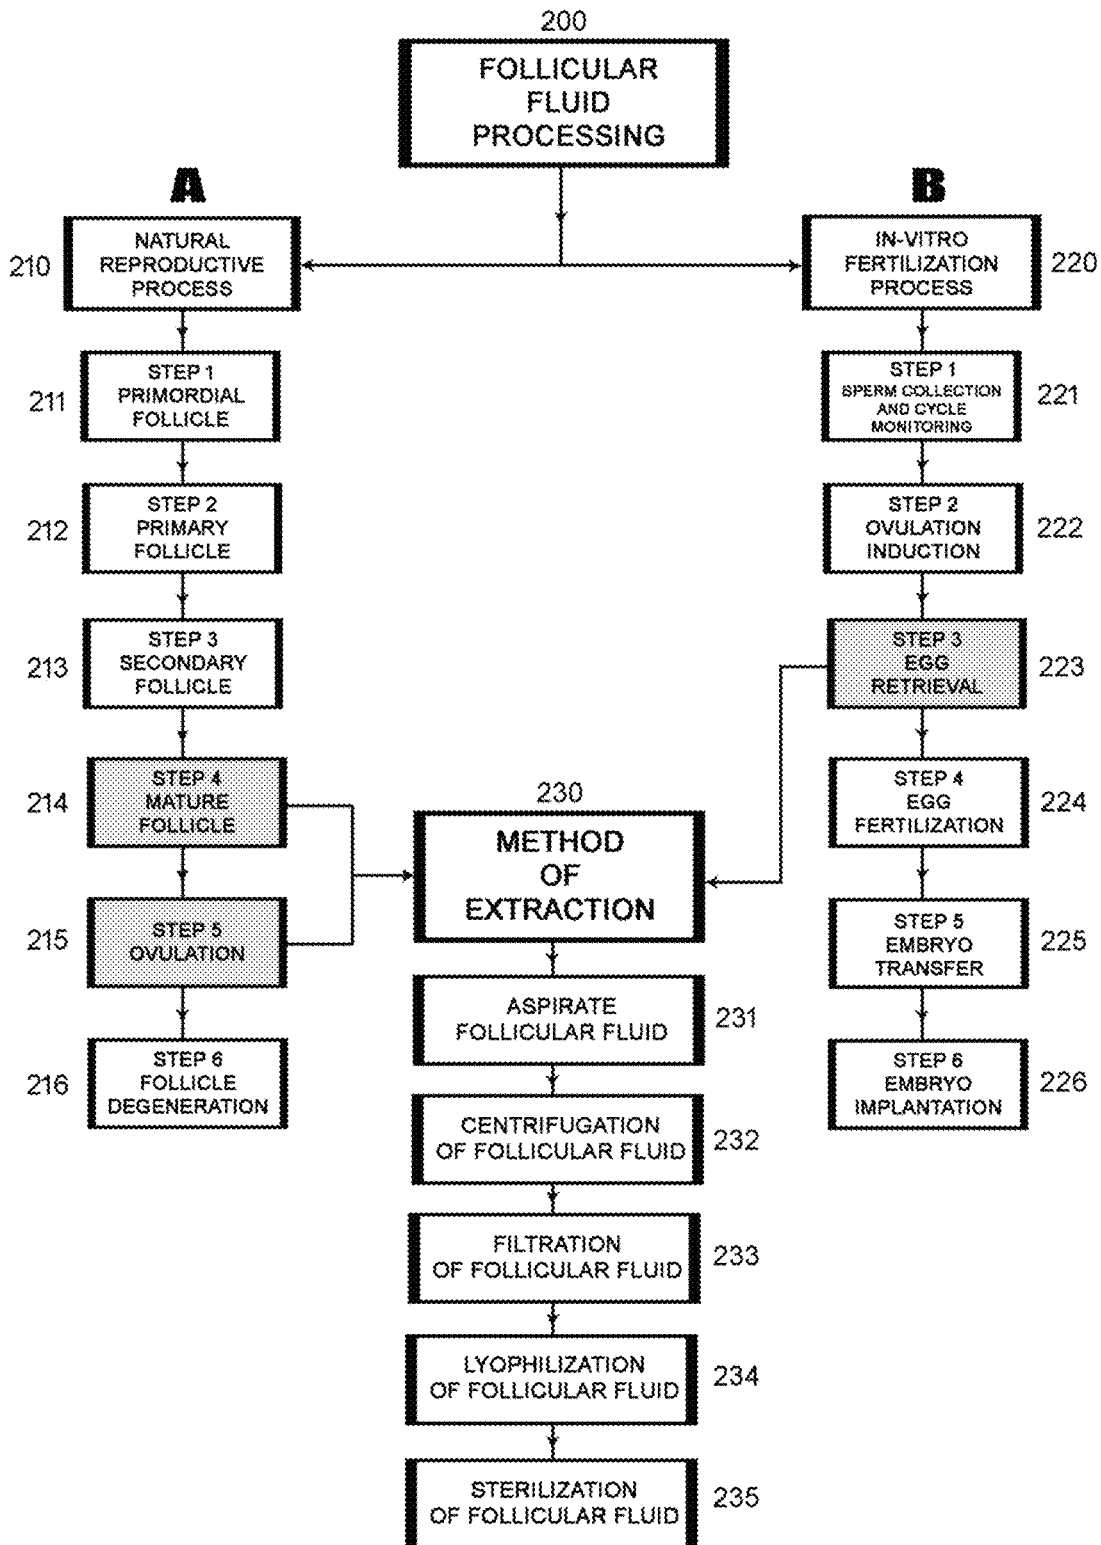 200
FOLLICULAR
FLUID
PROCESSING
A
210
NATURAL
REPRODUCTIVE
PROCESS
211
STEP 1
PRIMORDIAL
FOLLICLE
212
STEP 2
PRIMARY
FOLLICLE
213
STEP 3
SECONDARY
FOLLICLE
214
STEP 4
MATURE
FOLLICLE
215
STEP 5
OVULATION
216
STEP 6
FOLLICLE
DEGENERATION
B
IN-VITRO
FERTILIZATION
PROCESS
220
STEP 1
SPERM COLLECTION
AND CYCLE
MONITORING
221
STEP 2
OVULATION
INDUCTION
222
STEP 3
EGG
RETRIEVAL
223
STEP 4
EGG
FERTILIZATION
224
STEP 5
EMBRYO
TRANSFER
225
STEP 6
EMBRYO
IMPLANTATION
226
230
METHOD
OF
EXTRACTION
ASPIRATE
FOLLICULAR FLUID
231
CENTRIFUGATION
OF FOLLICULAR FLUID
232
FILTRATION
OF FOLLICULAR FLUID
233
LYOPHILIZATION
OF FOLLICULAR FLUID
234
STERILIZATION
OF FOLLICULAR FLUID
235